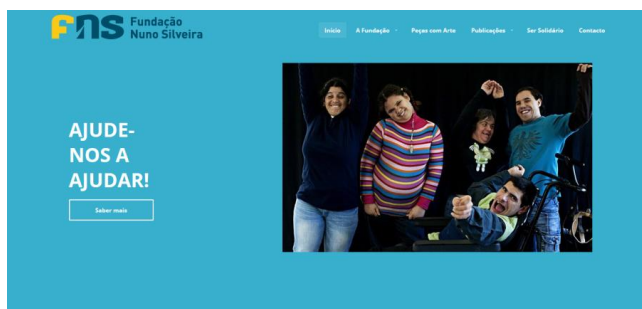 fns Fundação
Nuno Silveira
Início A Fundação Peças com Arte Publicações Ser Solidário Contacto
AJUDE-
NOS A
AJUDAR!
Saber mais